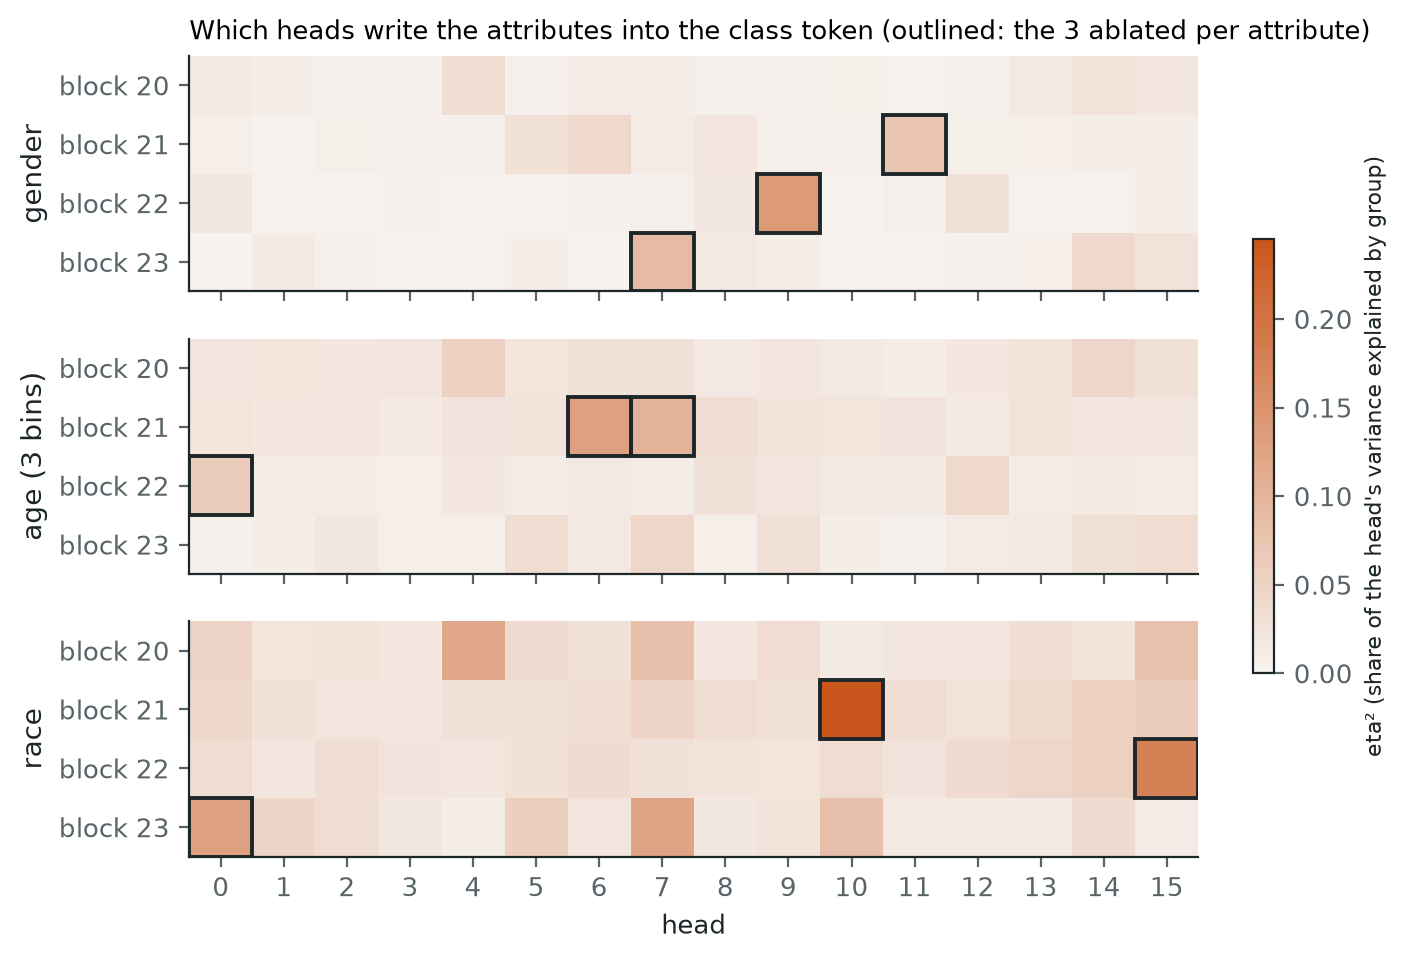 Which heads write the attributes into the class token (outlined: the 3 ablated per attribute)
gender
block 20
block 21
block 22
block 23
age (3 bins)
block 20
block 21
block 22
block 23
race
block 20
block 21
block 22
block 23
0 1 2 3 4 5 6 7 8 9 10 11 12 13 14 15
head
0.20
0.15
0.10
0.05
0.00
eta² (share of the head's variance explained by group)